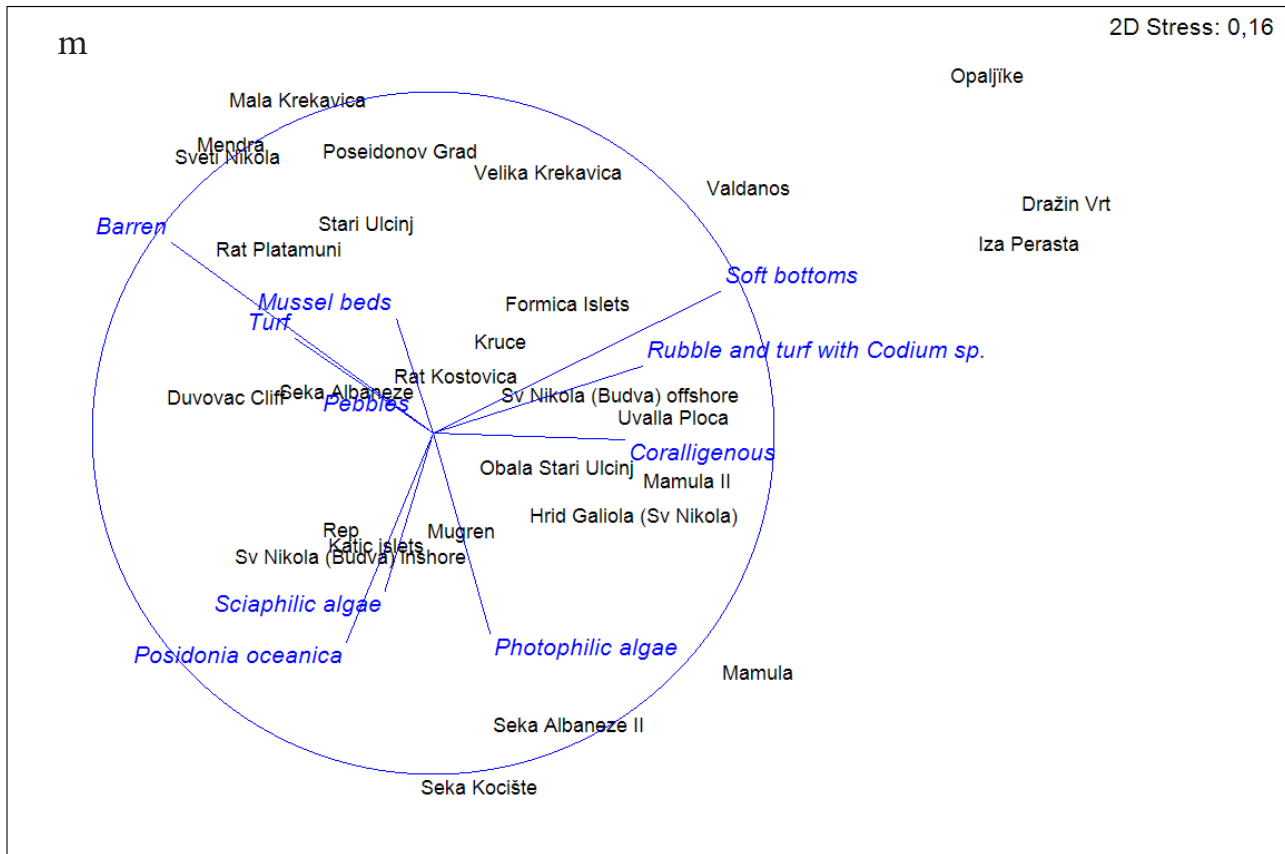 2D Stress: 0,16
m
Opaljïke
Mala Krekavica
Mendra
Sveti Nikola
Poseidonov Grad
Velika Krekavica
Valdanos
Dražin Vrt
Stari Ulcinj
Barren
Iza Perasta
Rat Platamuni
Soft bottoms
Mussel beds
Formica Islets
Turf
Kruce
Rubble and turf with Codium sp.
Rat Kostovica
Seka Albaneze
Duvovac Cliff
Sv Nikola (Budva) offshore
Pebbles
Uvalla Ploca
Coralligenous
Obala Stari Ulcinj
Mamula II
Hrid Galiola (Sv Nikola)
Rep
Mugren
Katic islets
Sv Nikola (Budva) inshore
Sciaphilic algae
Photophilic algae
Posidonia oceanica
Mamula
Seka Albaneze II
Seka Kocište